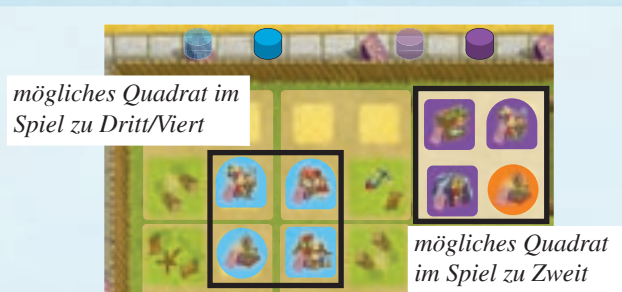 mögliches Quadrat im
Spiel zu Dritt/Viert
mögliches Quadrat
im Spiel zu Zweit